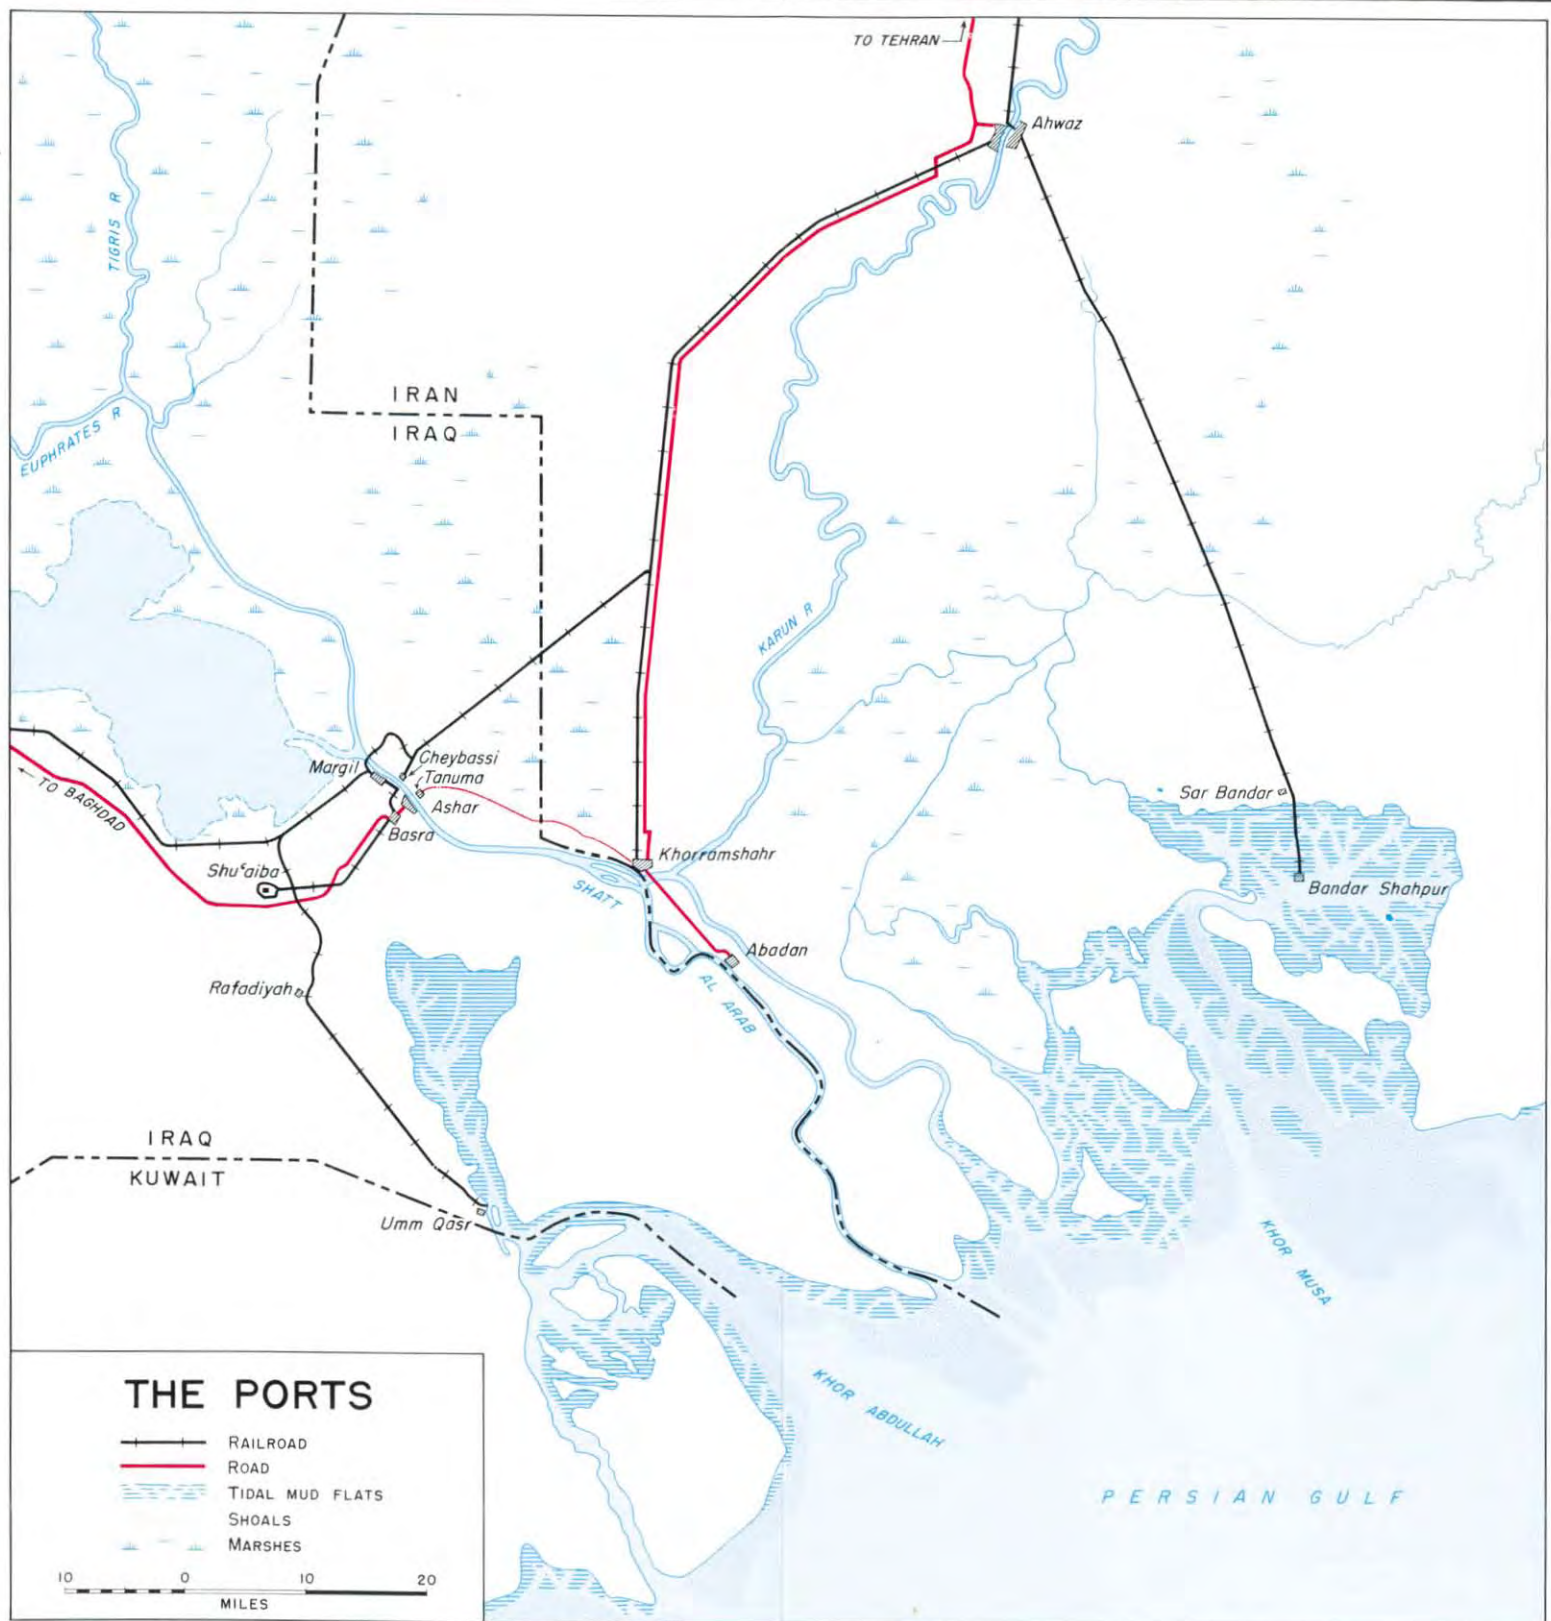 TO TEHRAN
Ahwaz
TIGRIS R
IRAN
IRAQ
EUPHRATES R
KARUN R
Cheybassi
Margil
Tanuma
Ashar
TO BAGHDAD
Basra
Sar Bandar
Khorramshahr
Shu‘aiba
SHATT
Bandar Shahpur
Abadan
AL ARAB
Rafadiyah
IRAQ
KUWAIT
Umm Qasr
KHOR MUSA
KHOR ABDULLAH
PERSIAN GULF
THE PORTS
RAILROAD
ROAD
TIDAL MUD FLATS
SHOALS
MARSHES
10 0 10 20
MILES